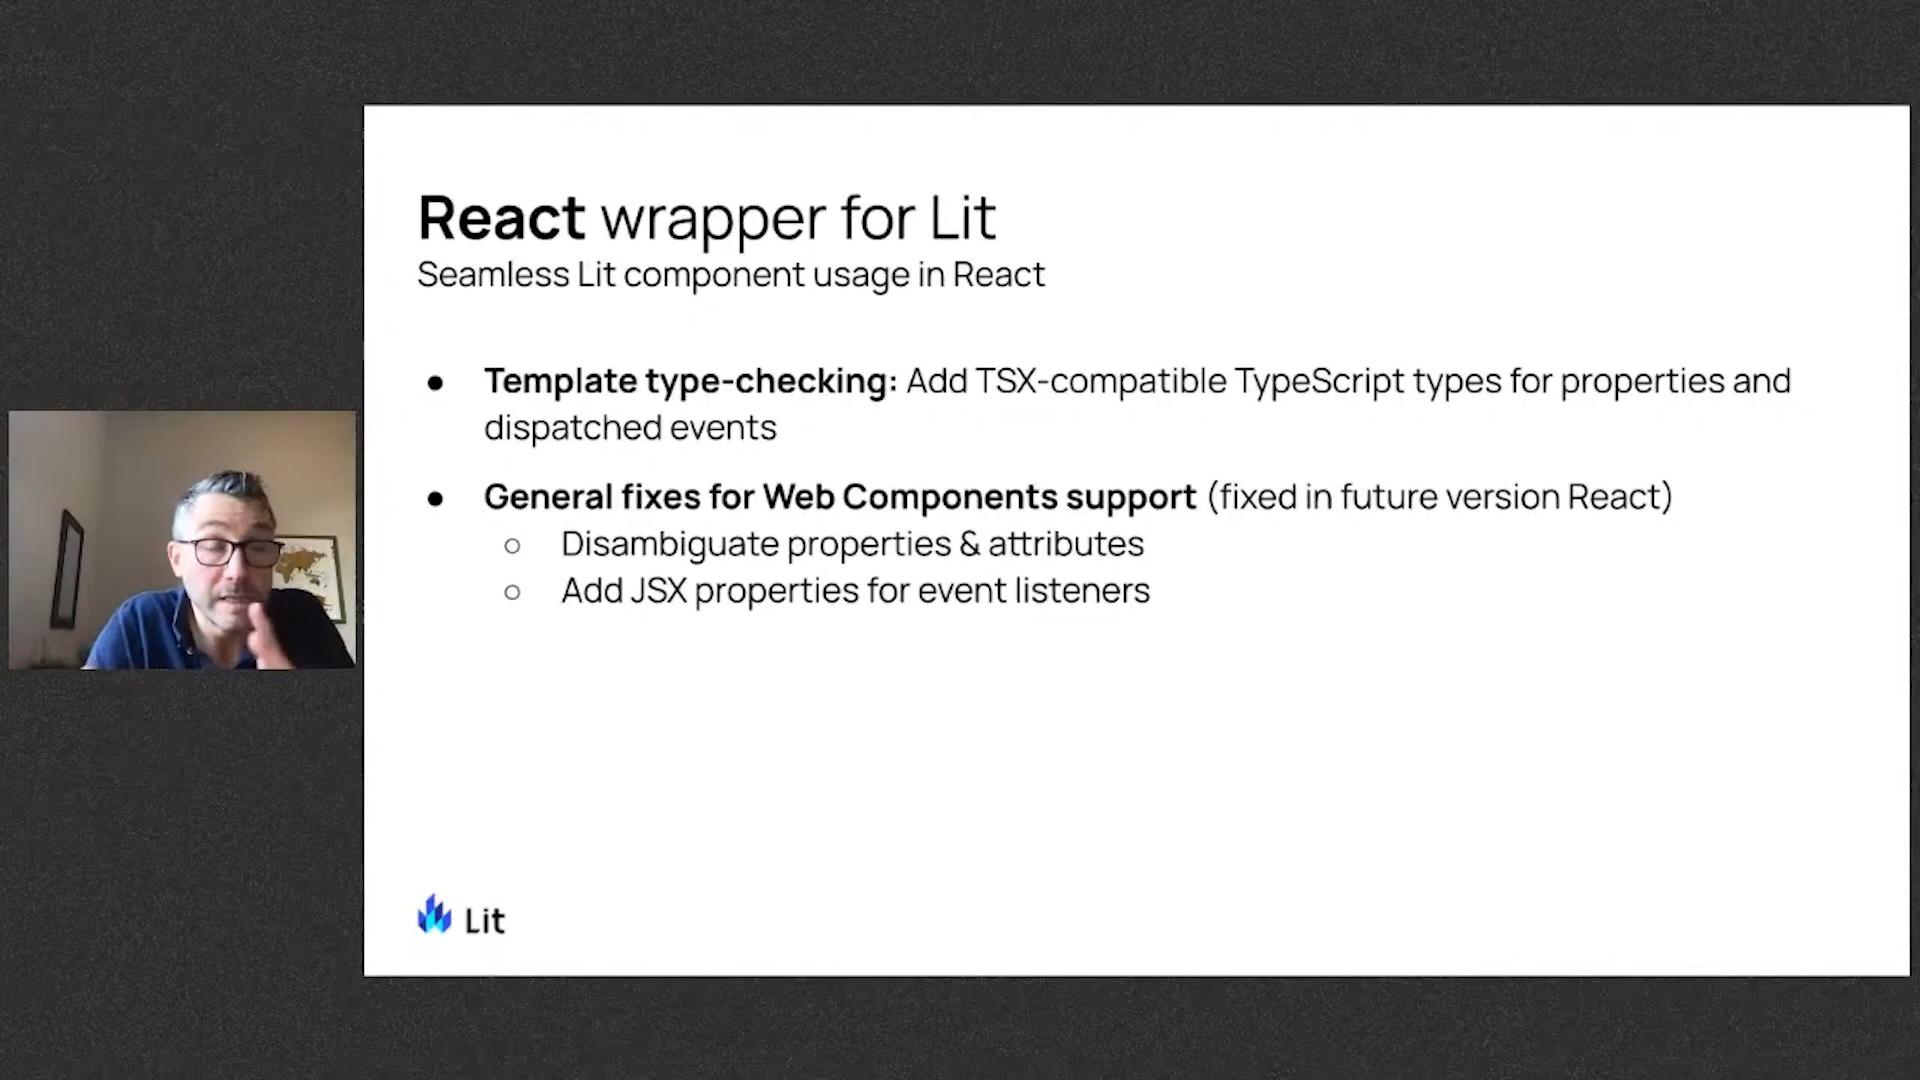 React wrapper for Lit
Seamless Lit component usage in React
● Template type-checking: Add TSX-compatible TypeScript types for properties and
dispatched events
● General fixes for Web Components support (fixed in future version React)
○ Disambiguate properties & attributes
○ Add JSX properties for event listeners
Lit